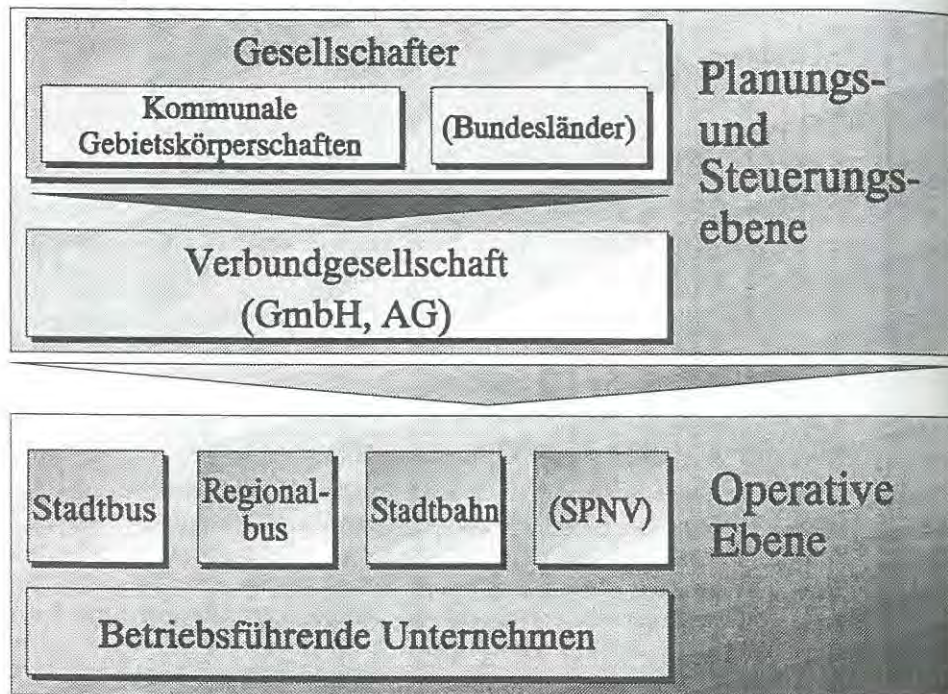 Gesellschafter
Kommunale
Gebietskörperschaften
(Bundesländer)
Planungs-
und
Steuerungs-
ebene
Verbundgesellschaft
(GmbH, AG)
Stadtbus
Regional-
bus
Stadtbahn
(SPNV)
Operative
Ebene
Betriebsführende Unternehmen